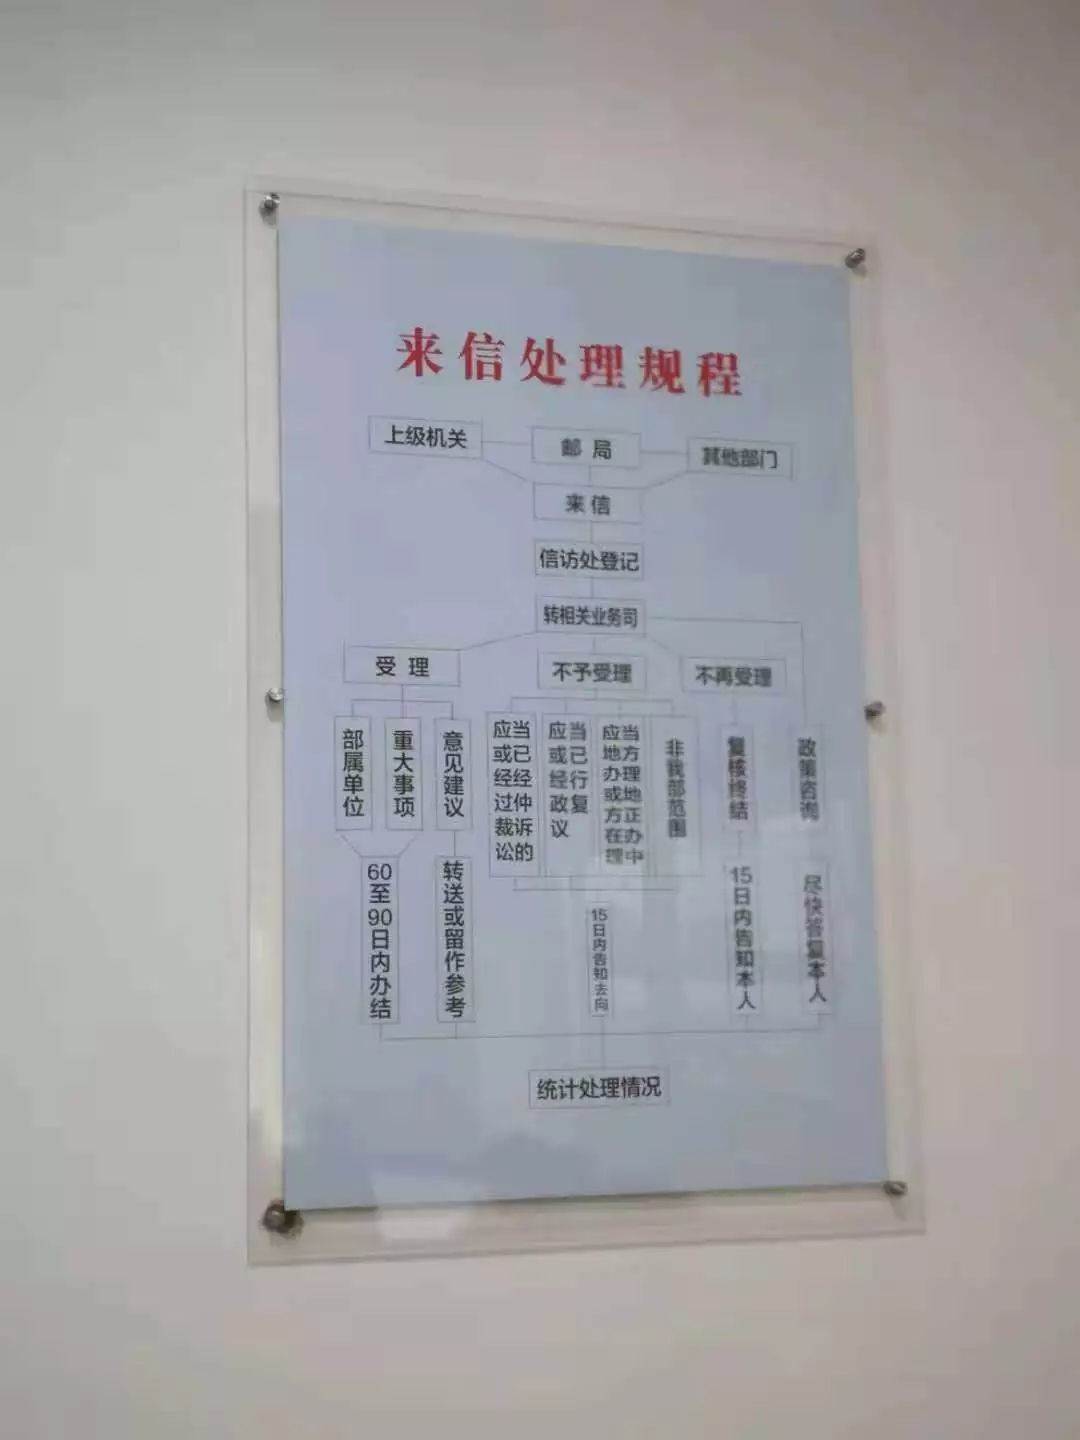 来信处理规程
上级机关
邮局
其他部门
来信
信访处登记
转相关业务司
受理
不予受理
不再受理
部属单位
重大事项
意见建议
应当
或已
经经
过仲
裁诉
讼的
应当
或已
经行
政复
议
应当
地方
办理
或地
方正
在办
理中
非我部范围
复核终结
政策咨询
60至90日内办结
转送或留作参考
15日内告知去向
15日内告知本人
尽快答复本人
统计处理情况